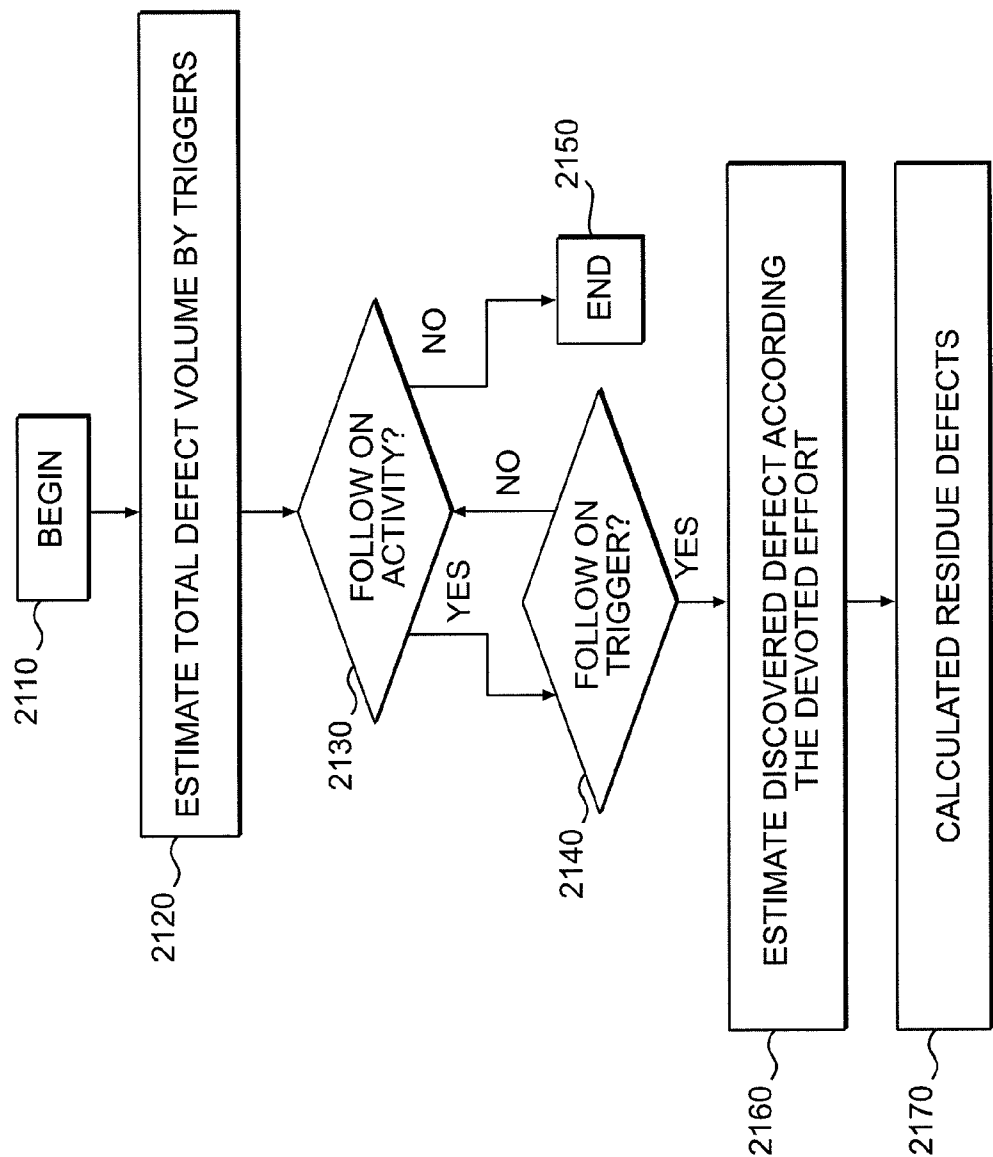 BEGIN
2110
ESTIMATE TOTAL DEFECT VOLUME BY TRIGGERS
2120
FOLLOW ON
ACTIVITY?
2130
NO
YES
END
2150
FOLLOW ON
TRIGGER?
2140
NO
YES
ESTIMATE DISCOVERED DEFECT ACCORDING
THE DEVOTED EFFORT
2160
CALCULATED RESIDUE DEFECTS
2170